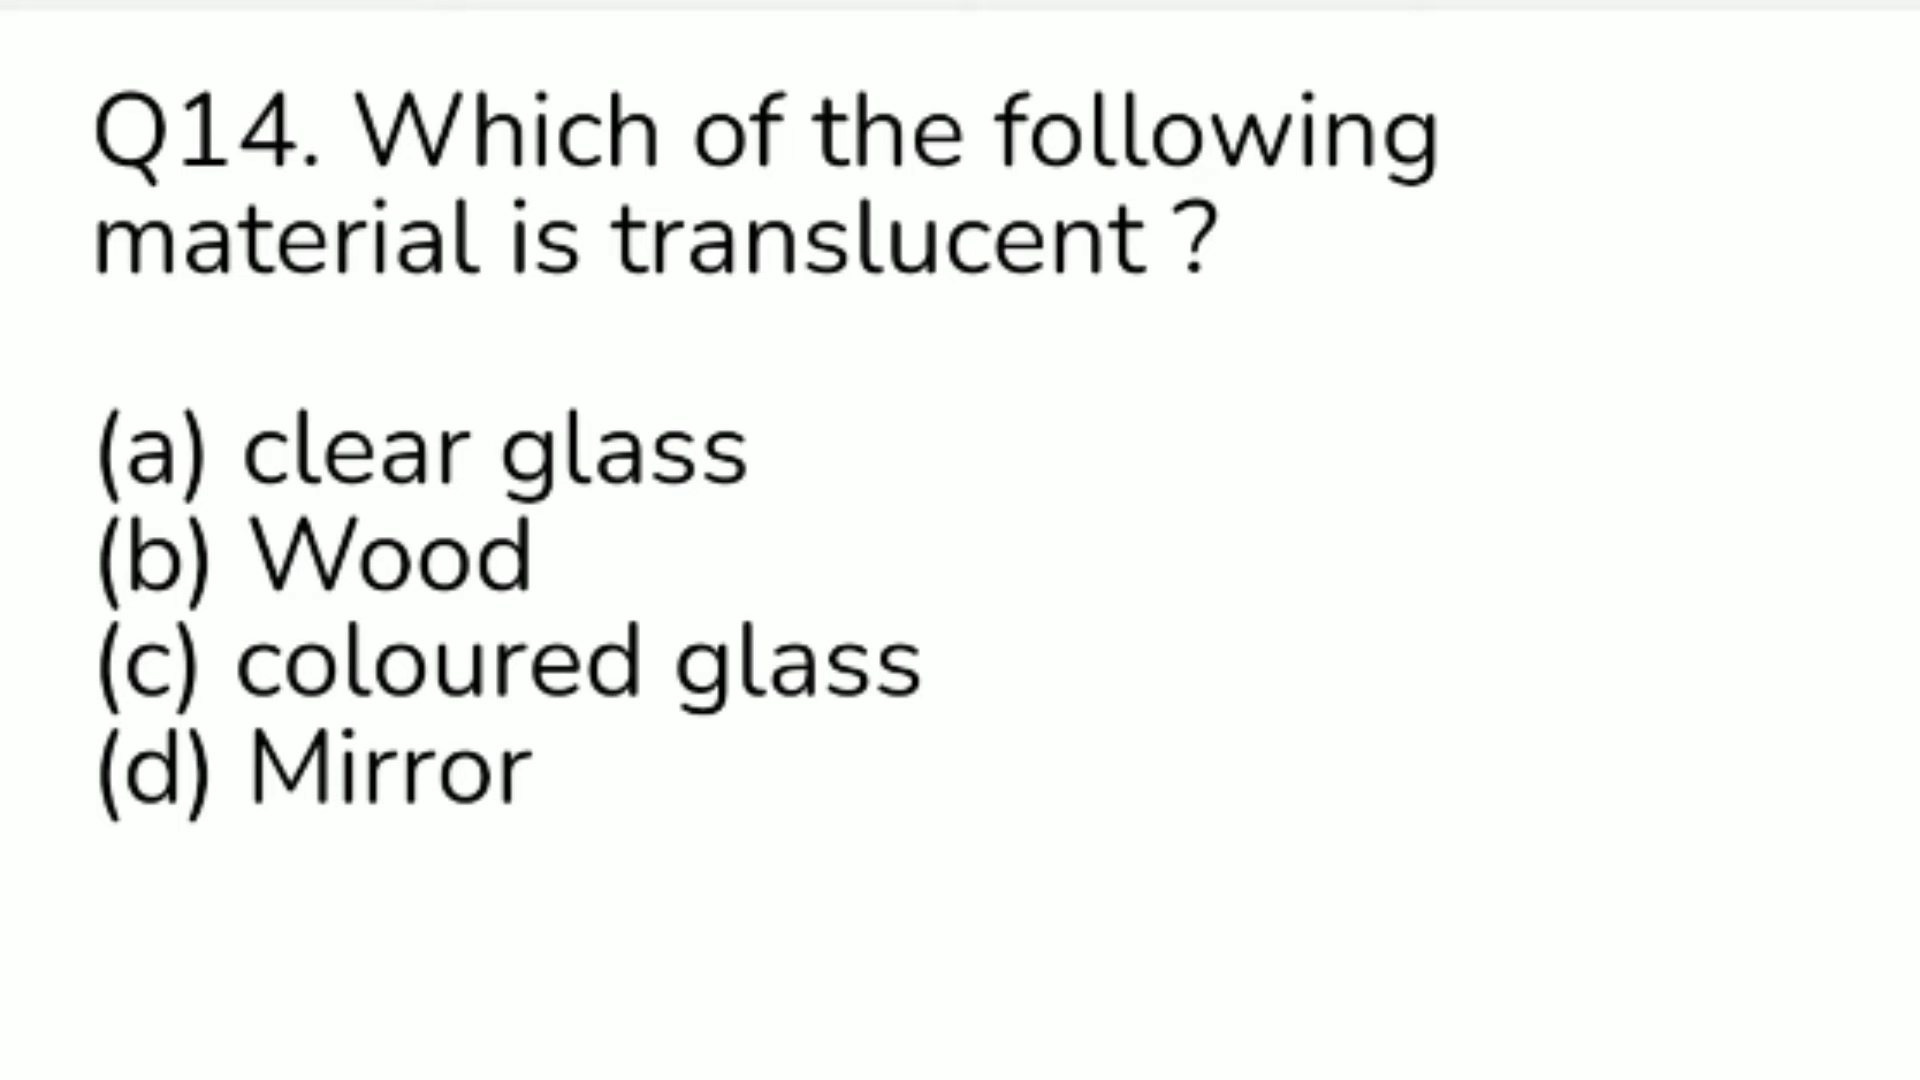 Q14. Which of the following
material is translucent ?
(a) clear glass
(b) Wood
(c) coloured glass
(d) Mirror